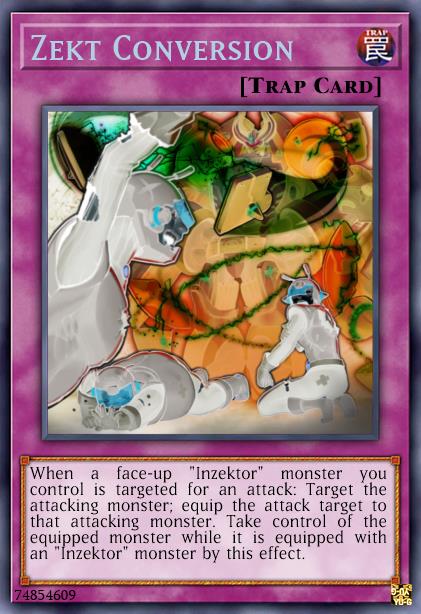 Zekt Conversion
TRAP
罠
[Trap Card]
When a face-up "Inzektor" monster you
control is targeted for an attack: Target the
attacking monster; equip the attack target to
that attacking monster. Take control of the
equipped monster while it is equipped with
an "Inzektor" monster by this effect.
74854609